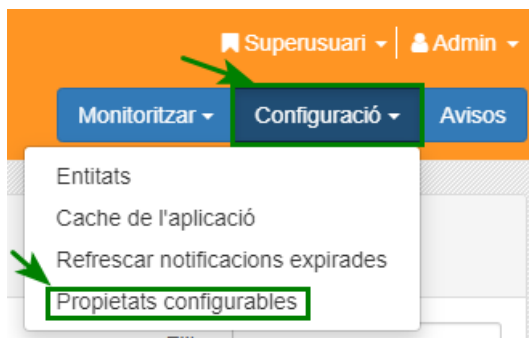 Superusuari Admin
Monitoritzar Configuració Avisos
Entitats
Cache de l'aplicació
Refrescar notificacions expirades
Propietats configurables